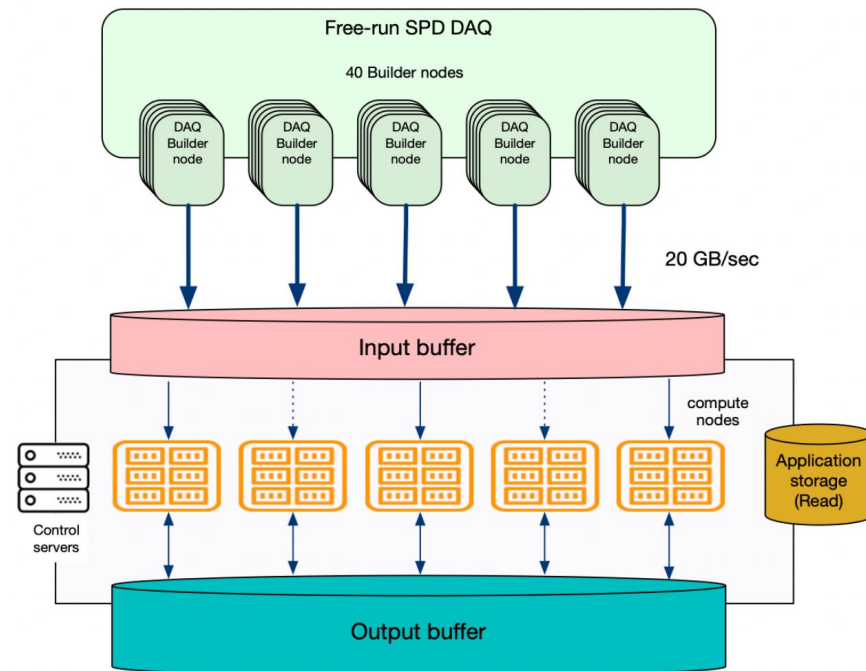 Free-run SPD DAQ
40 Builder nodes
DAQ
Builder
node
DAQ
Builder
node
DAQ
Builder
node
DAQ
Builder
node
DAQ
Builder
node
20 GB/sec
Input buffer
compute
nodes
Control
servers
Application
storage
(Read)
Output buffer